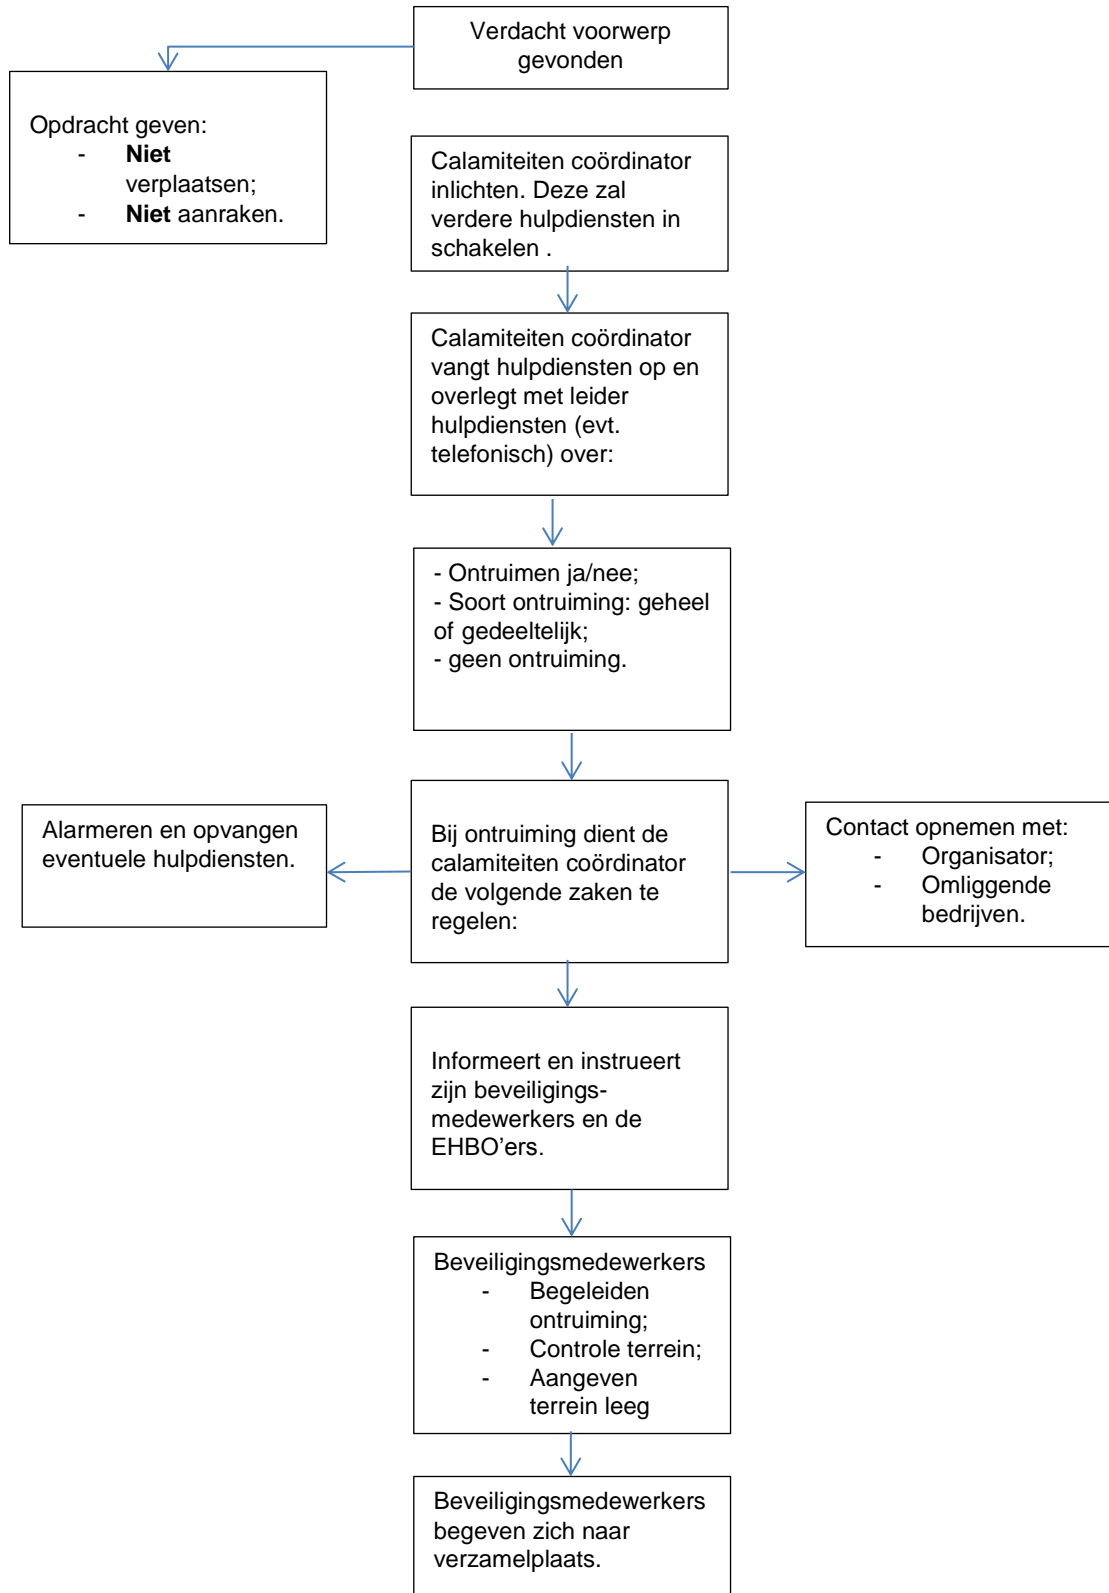 Verdacht voorwerp
gevonden
Opdracht geven:
- Niet
verplaatsen;
- Niet aanraken.
Calamiteiten coördinator
inlichten. Deze zal
verdere hulpdiensten in
schakelen .
Calamiteiten coördinator
vangt hulpdiensten op en
overlegt met leider
hulpdiensten (evt.
telefonisch) over:
- Ontruimen ja/nee;
- Soort ontruiming: geheel
of gedeeltelijk;
- geen ontruiming.
Alarmeren en opvangen
eventuele hulpdiensten.
Bij ontruiming dient de
calamiteiten coördinator
de volgende zaken te
regelen:
Contact opnemen met:
- Organisator;
- Omliggende
bedrijven.
Informeert en instrueert
zijn beveiligings-
medewerkers en de
EHBO’ers.
Beveiligingsmedewerkers
- Begeleiden
ontruiming;
- Controle terrein;
- Aangeven
terrein leeg
Beveiligingsmedewerkers
begeven zich naar
verzamelplaats.